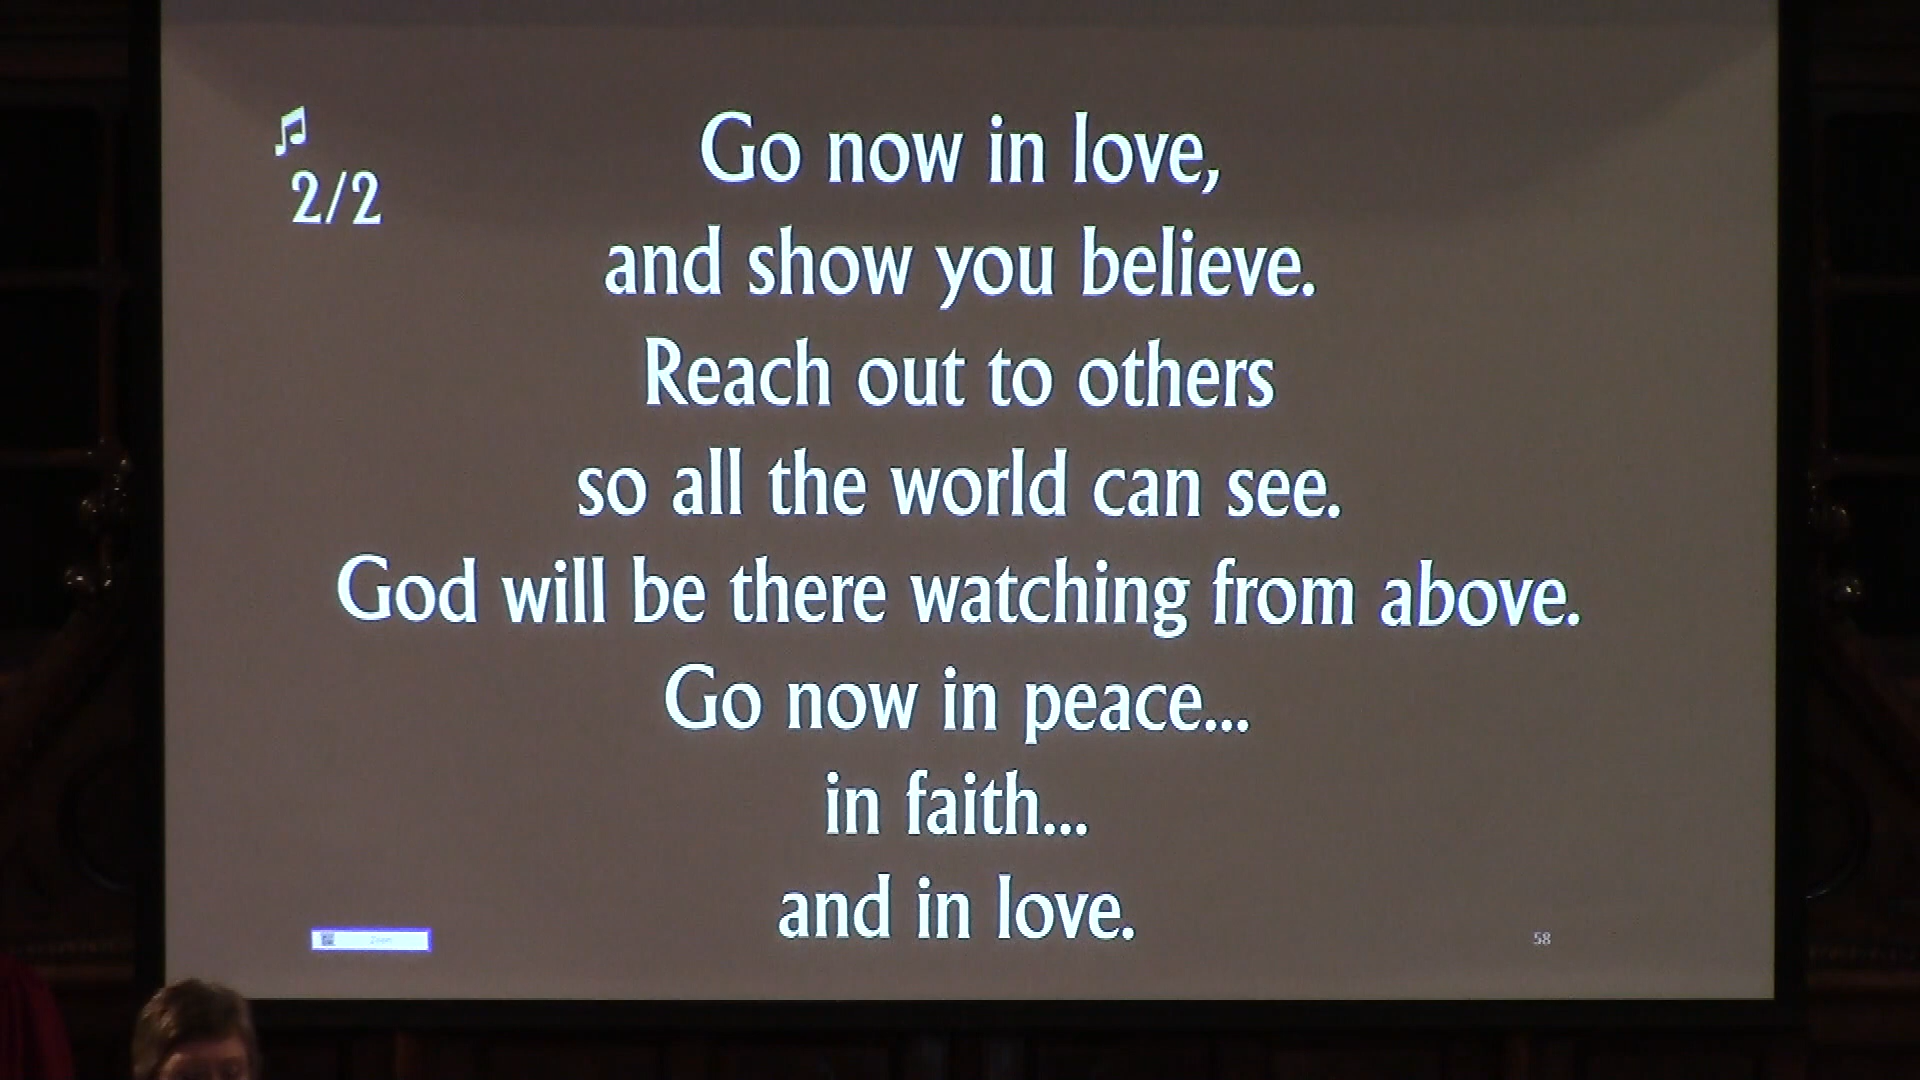 ♫
2/2
Go now in love,
and show you believe.
Reach out to others
so all the world can see.
God will be there watching from above.
Go now in peace...
in faith...
and in love.
58